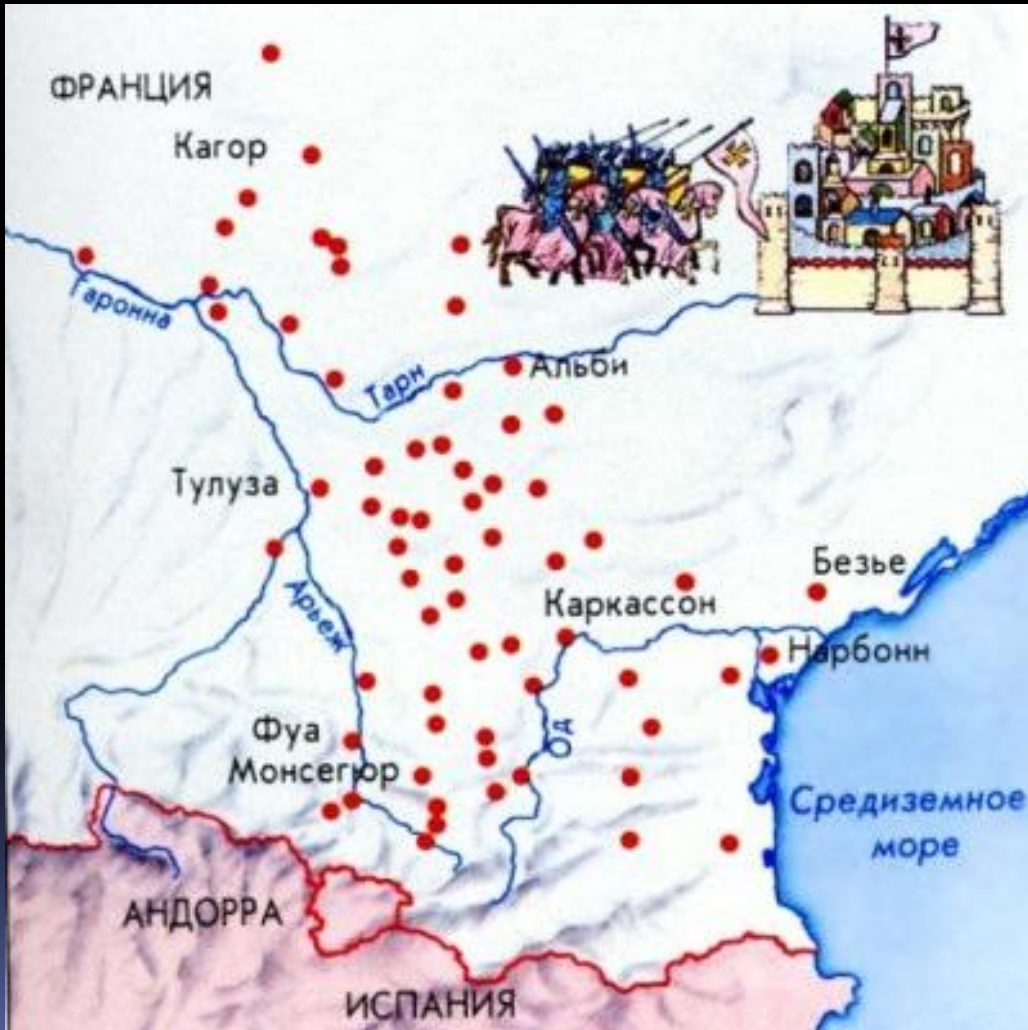 ФРАНЦИЯ
Кагор
Гаронна
Тарн
Альби
Тулуза
Безье
Арьеж
Каркассон
Нарбонн
Фуа
Од
Монсегюр
Средиземное
море
АНДОРРА
ИСПАНИЯ